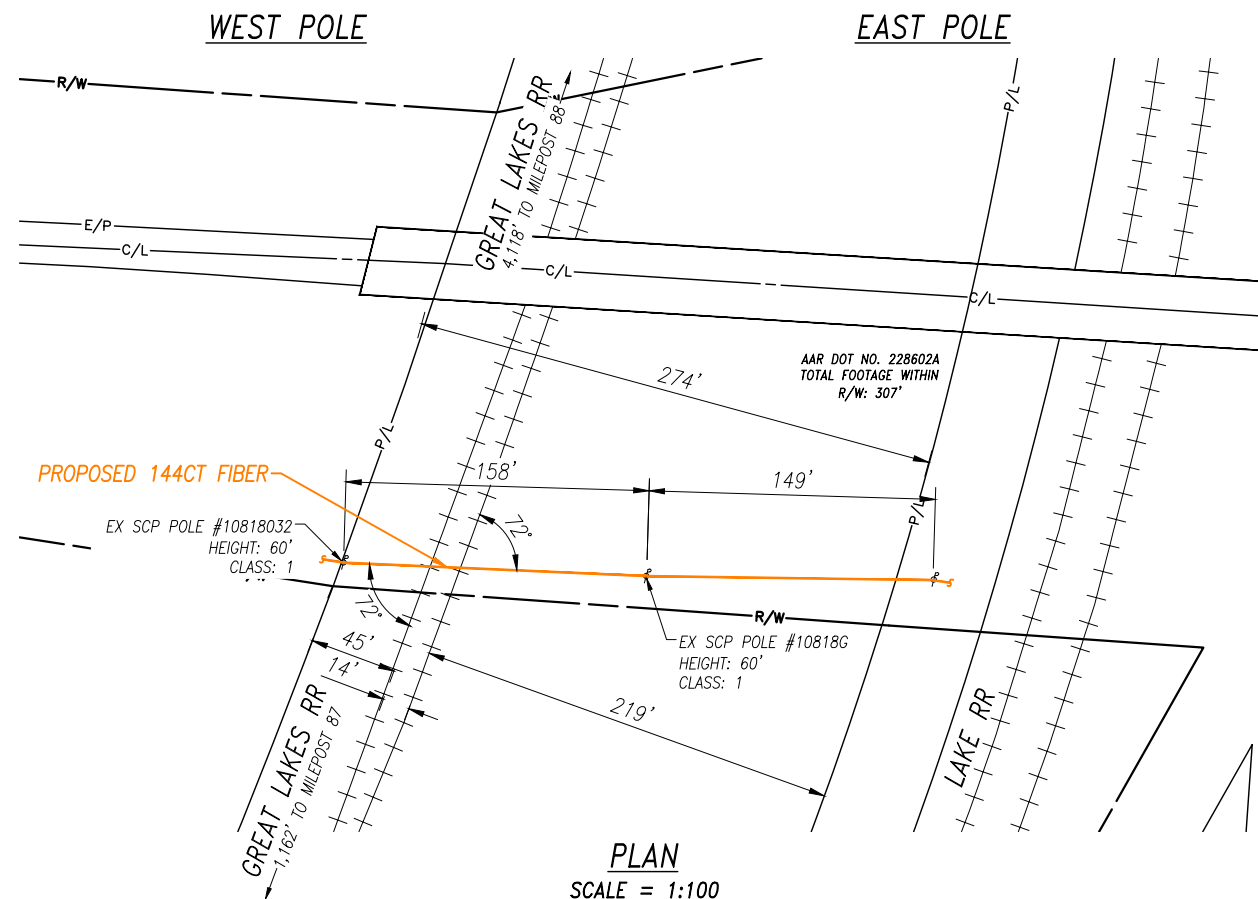 WEST POLE
EAST POLE
R/W
GREAT LAKES RR
4,118' TO MILEPOST 88
P/L
E/P
C/L
C/L
C/L
AAR DOT NO. 228602A
TOTAL FOOTAGE WITHIN
R/W: 307'
274'
P/L
PROPOSED 144CT FIBER
158'
149'
P/L
EX SCP POLE #10818032
HEIGHT: 60'
CLASS: 1
72°
72°
R/W
EX SCP POLE #10818G
HEIGHT: 60'
CLASS: 1
45'
14'
219'
GREAT LAKES RR
1,162' TO MILEPOST 87
LAKE RR
PLAN
SCALE = 1:100